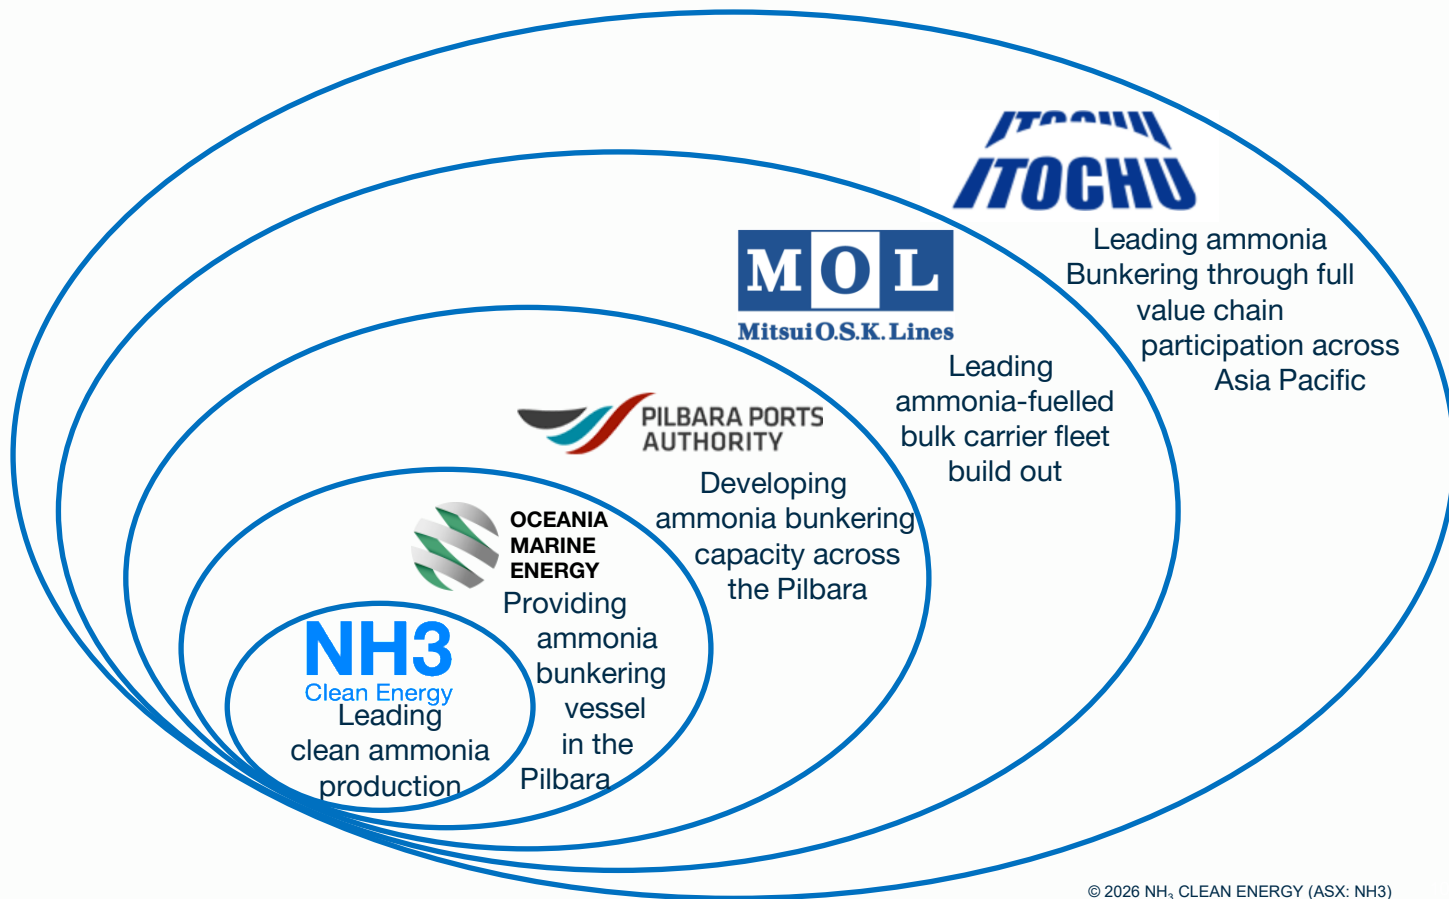 ITOCHU
ITOCHU
Leading ammonia
Bunkering through full
value chain
participation across
Asia Pacific
MOL
Mitsui O.S.K. Lines
Leading
ammonia-fuelled
bulk carrier fleet
build out
PILBARA PORTS
AUTHORITY
Developing
ammonia bunkering
capacity across
the Pilbara
OCEANIA
MARINE
ENERGY
Providing
ammonia
bunkering
vessel
in the
Pilbara
NH3
Clean Energy
Leading
clean ammonia
production
© 2026 NH₃ CLEAN ENERGY (ASX: NH3)